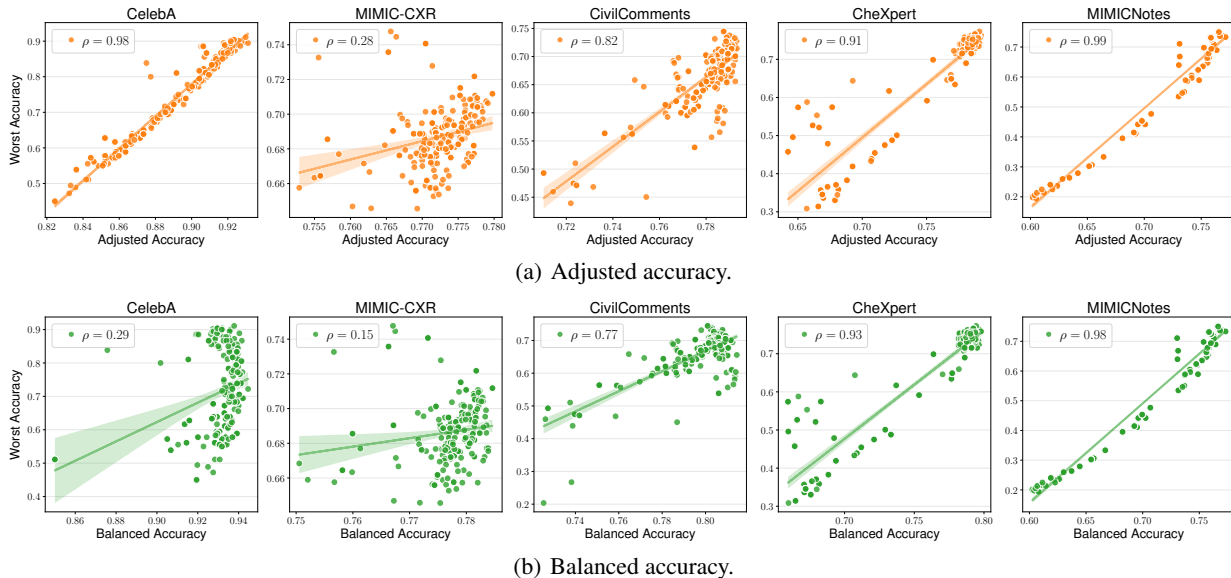 CelebA
MIMIC-CXR
CivilComments
CheXpert
MIMICNotes
Worst Accuracy
0.9
0.8
0.7
0.6
0.5
ρ = 0.98
0.82 0.84 0.86 0.88 0.90 0.92
Adjusted Accuracy
0.74
0.72
0.70
0.68
0.66
ρ = 0.28
0.755 0.760 0.765 0.770 0.775 0.780
Adjusted Accuracy
0.75
0.70
0.65
0.60
0.55
0.50
0.45
ρ = 0.82
0.72 0.74 0.76 0.78
Adjusted Accuracy
0.7
0.6
0.5
0.4
0.3
ρ = 0.91
0.65 0.70 0.75
Adjusted Accuracy
0.7
0.6
0.5
0.4
0.3
0.2
ρ = 0.99
0.60 0.65 0.70 0.75
Adjusted Accuracy
(a) Adjusted accuracy.
CelebA
MIMIC-CXR
CivilComments
CheXpert
MIMICNotes
Worst Accuracy
0.9
0.8
0.7
0.6
0.5
0.4
ρ = 0.29
0.86 0.88 0.90 0.92 0.94
Balanced Accuracy
0.74
0.72
0.70
0.68
0.66
ρ = 0.15
0.75 0.76 0.77 0.78
Balanced Accuracy
0.7
0.6
0.5
0.4
0.3
0.2
ρ = 0.77
0.74 0.76 0.78 0.80
Balanced Accuracy
0.7
0.6
0.5
0.4
0.3
ρ = 0.93
0.70 0.75 0.80
Balanced Accuracy
0.7
0.6
0.5
0.4
0.3
0.2
ρ = 0.98
0.60 0.65 0.70 0.75
Balanced Accuracy
(b) Balanced accuracy.